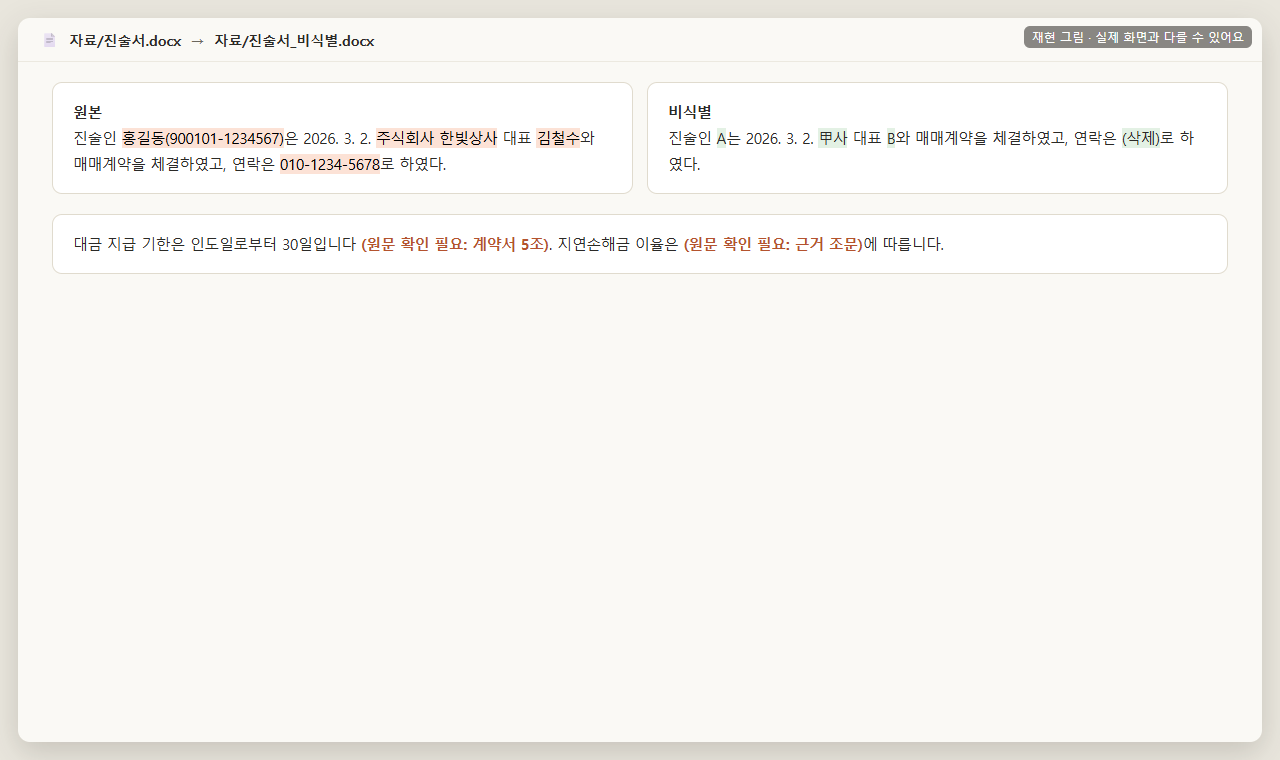 자료/진술서.docx → 자료/진술서_비식별.docx
재현 그림 · 실제 화면과 다를 수 있어요
원본
진술인 홍길동(900101-1234567)은 2026. 3. 2. 주식회사 한빛상사 대표 김철수와
매매계약을 체결하였고, 연락은 010-1234-5678로 하였다.
비식별
진술인 A는 2026. 3. 2. 甲사 대표 B와 매매계약을 체결하였고, 연락은 (삭제)로 하
였다.
대금 지급 기한은 인도일로부터 30일입니다 (원문 확인 필요: 계약서 5조). 지연손해금 이율은 (원문 확인 필요: 근거 조문)에 따릅니다.